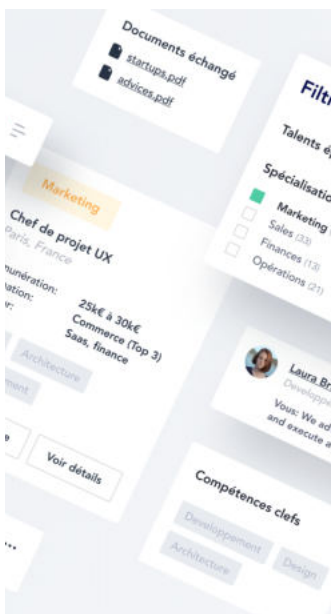 Documents échangé
startups.pdf
advices.pdf
Marketing
Chef de projet UX
Paris, France
25k€ à 30k€
Commerce (Top 3)
Saas, finance
Architecture
Voir détails
...
Talents
Marketing
Sales (33)
Finances (13)
Opérations (21)
Laura
Vous: We
and execute
Compétences clefs
Developpement
Design
Architecture